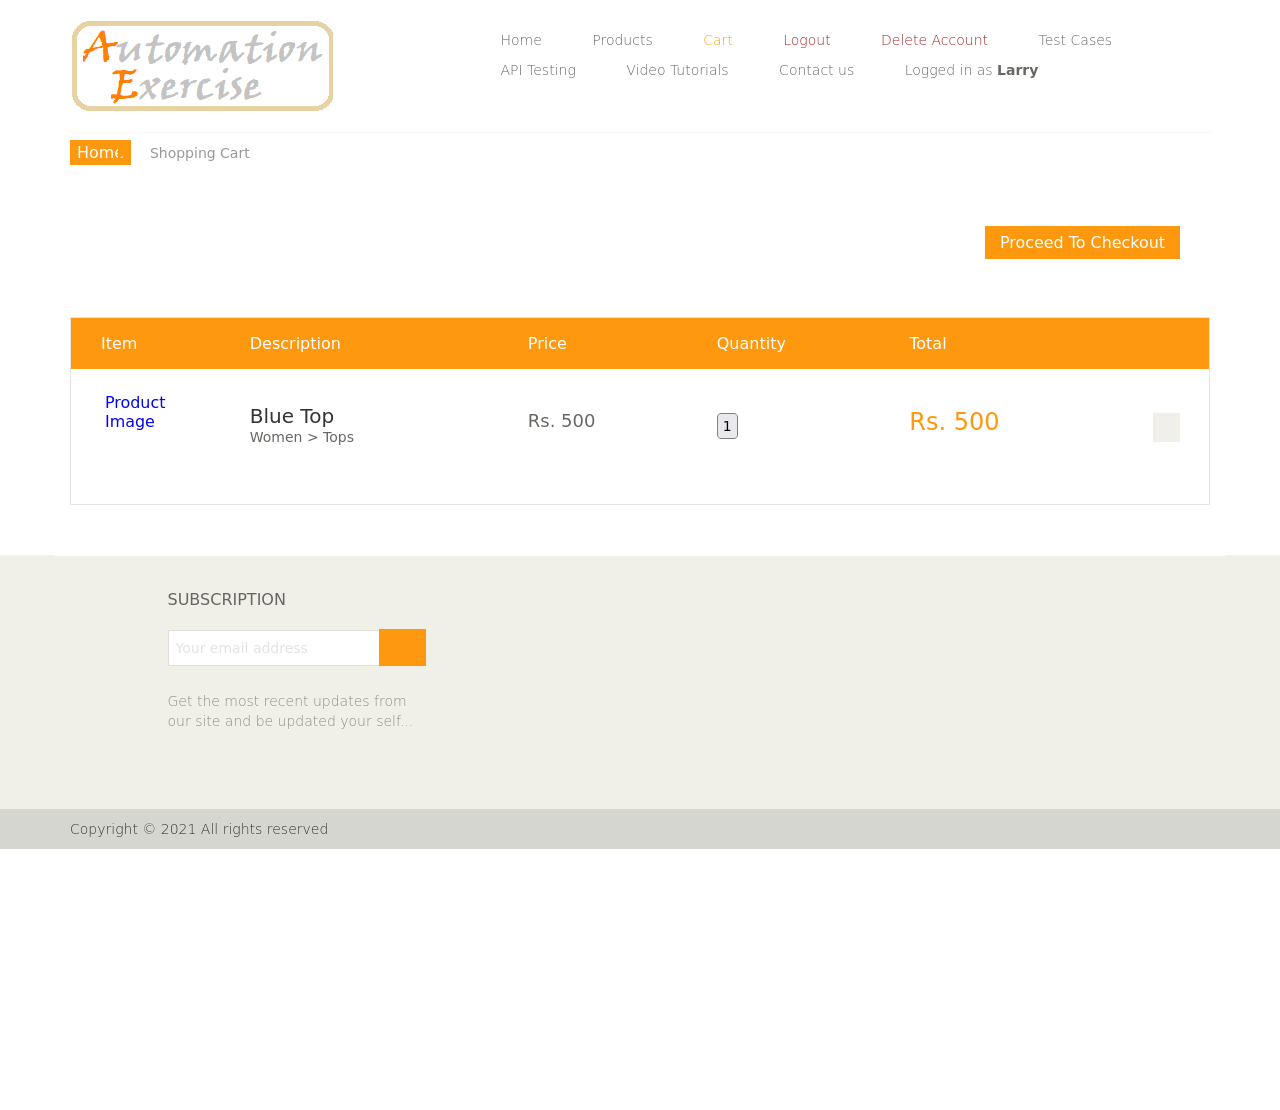 Automation
Exercise
Home Products Cart Logout Delete Account Test Cases
API Testing Video Tutorials Contact us Logged in as Larry
Home Shopping Cart
Proceed To Checkout
Item Description Price Quantity Total
Product
Image
Blue Top
Women > Tops
Rs. 500
1
Rs. 500
SUBSCRIPTION
Your email address
Get the most recent updates from
our site and be updated your self...
Copyright © 2021 All rights reserved